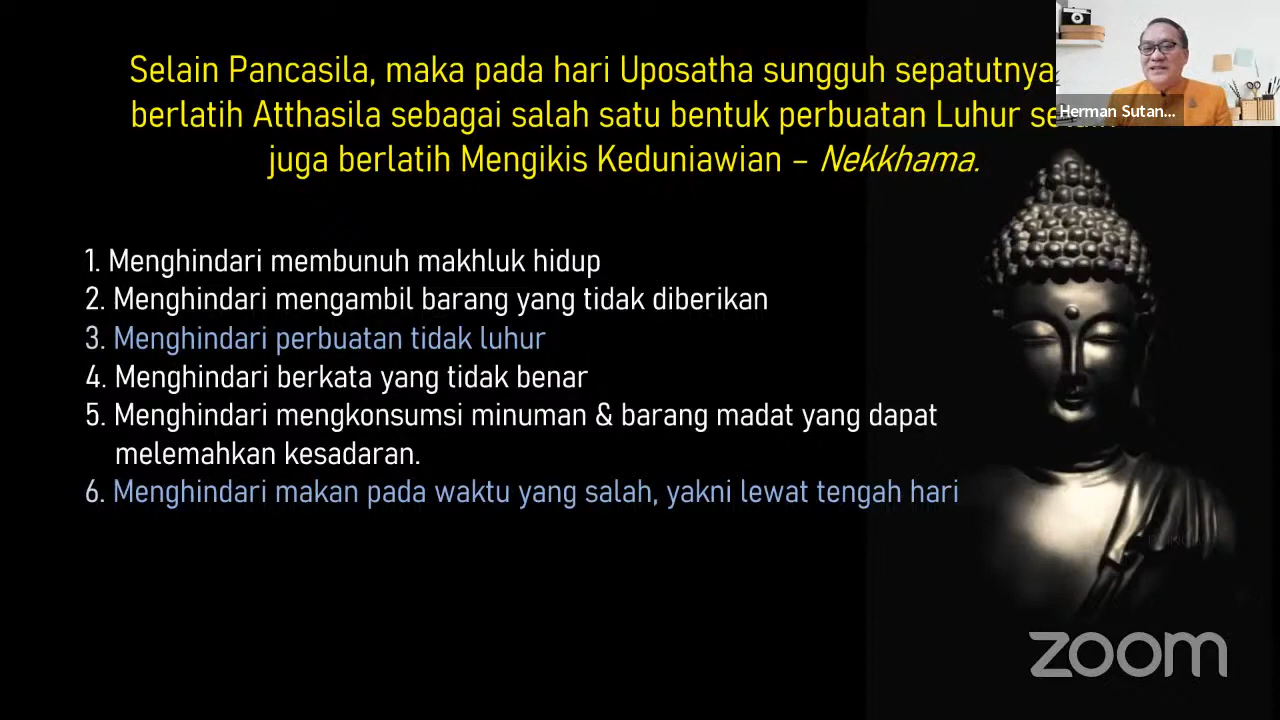 Selain Pancasila, maka pada hari Uposatha sungguh sepatutnya
berlatih Atthasila sebagai salah satu bentuk perbuatan Luhur
juga berlatih Mengikis Keduniawian – Nekkhama.
Herman Sutan...
1. Menghindari membunuh makhluk hidup
2. Menghindari mengambil barang yang tidak diberikan
3. Menghindari perbuatan tidak luhur
4. Menghindari berkata yang tidak benar
5. Menghindari mengkonsumsi minuman & barang madat yang dapat
melemahkan kesadaran.
6. Menghindari makan pada waktu yang salah, yakni lewat tengah hari
zoom